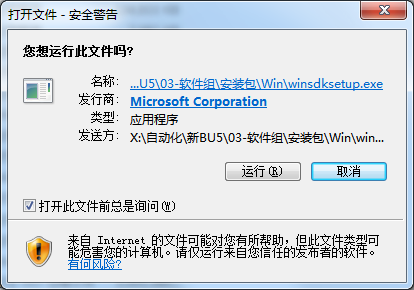 打开文件 - 安全警告
您想运行此文件吗?
名称: ...U5\03-软件组\安装包\Win\winsdksetup.exe
发行商: Microsoft Corporation
类型: 应用程序
发送方: X:\自动化\新BU5\03-软件组\安装包\Win\win...
运行(R) 取消
打开此文件前总是询问(W)
来自 Internet 的文件可能对您有所帮助，但此文件类型可
能危害您的计算机。请仅运行来自您信任的发布者的软件。
有何风险?